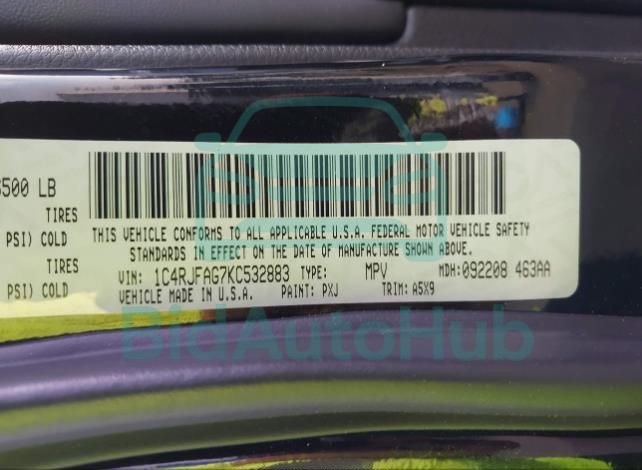 6500 LB
TIRES
PSI) COLD
TIRES
PSI) COLD
THIS VEHICLE CONFORMS TO ALL APPLICABLE U.S.A. FEDERAL MOTOR VEHICLE SAFETY
STANDARDS IN EFFECT ON THE DATE OF MANUFACTURE SHOWN ABOVE.
VIN: 1C4RJFAG7KC532883 TYPE: MPV MDH: 092208 463AA
VEHICLE MADE IN U.S.A. PAINT: PXJ TRIM: A5X9
BidAutoHub